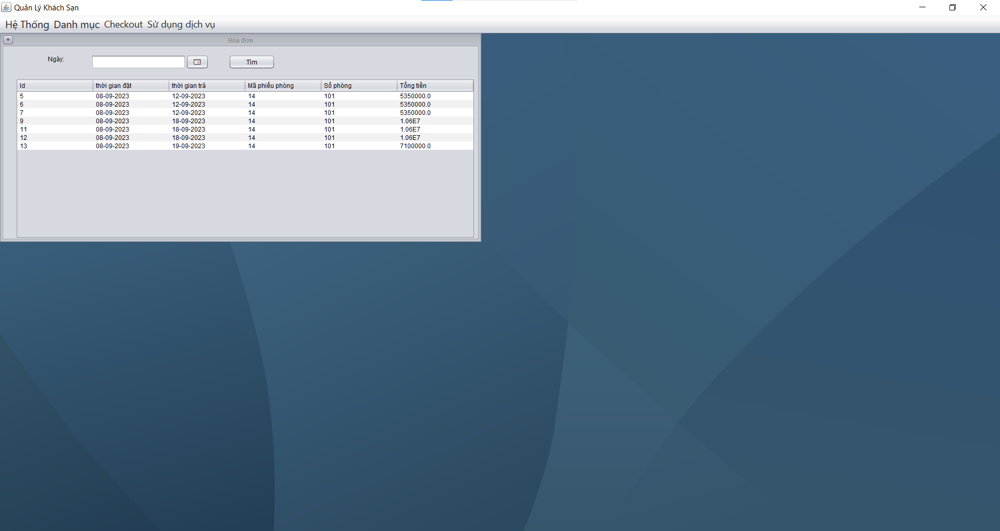 Quản Lý Khách Sạn
Hệ Thống Danh mục Checkout Sử dụng dịch vụ
Hóa đơn
Ngày: Tìm
Id thời gian đặt thời gian trả Mã phiếu phòng Số phòng Tổng tiền
5 08-09-2023 12-09-2023 14 101 5350000.0
6 08-09-2023 12-09-2023 14 101 5350000.0
7 08-09-2023 12-09-2023 14 101 5350000.0
9 08-09-2023 18-09-2023 14 101 1.06E7
11 08-09-2023 18-09-2023 14 101 1.06E7
12 08-09-2023 18-09-2023 14 101 1.06E7
13 08-09-2023 19-09-2023 14 101 7100000.0